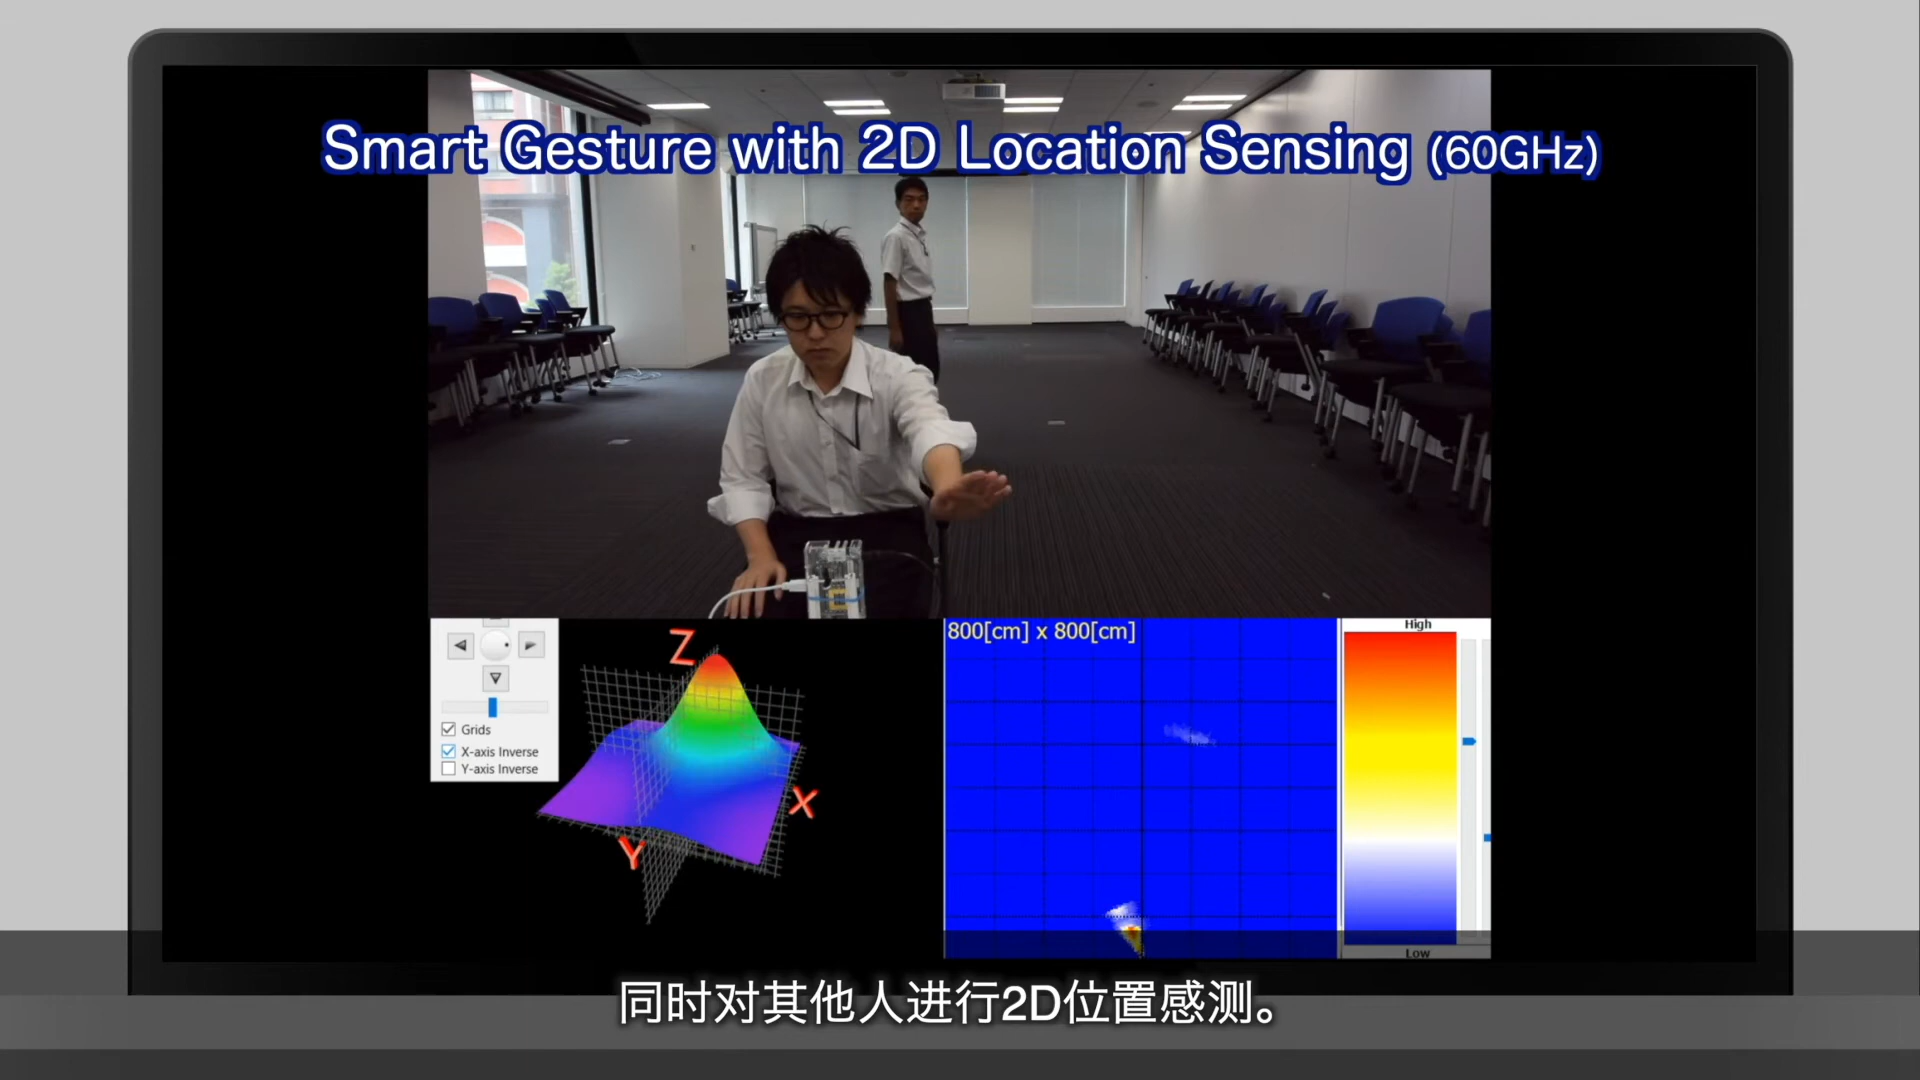 Smart Gesture with 2D Location Sensing (60GHz)
Z
X
Y
Grids
X-axis Inverse
Y-axis Inverse
800[cm] x 800[cm]
High
Low
同时对其他人进行2D位置感测。